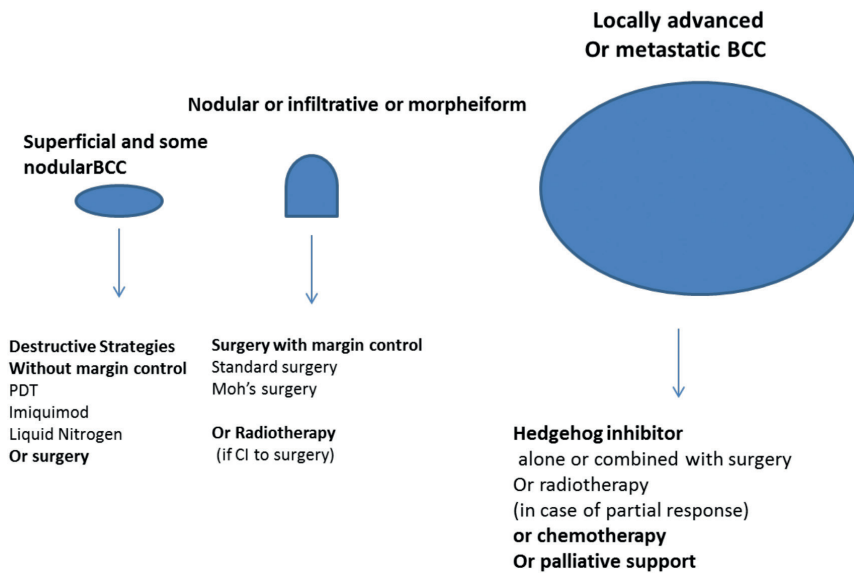 Superficial and some
nodularBCC
Destructive Strategies
Without margin control
PDT
Imiquimod
Liquid Nitrogen
Or surgery
Nodular or infiltrative or morpheiform
Surgery with margin control
Standard surgery
Moh's surgery
Or Radiotherapy
(if CI to surgery)
Locally advanced
Or metastatic BCC
Hedgehog inhibitor
alone or combined with surgery
Or radiotherapy
(in case of partial response)
or chemotherapy
Or palliative support